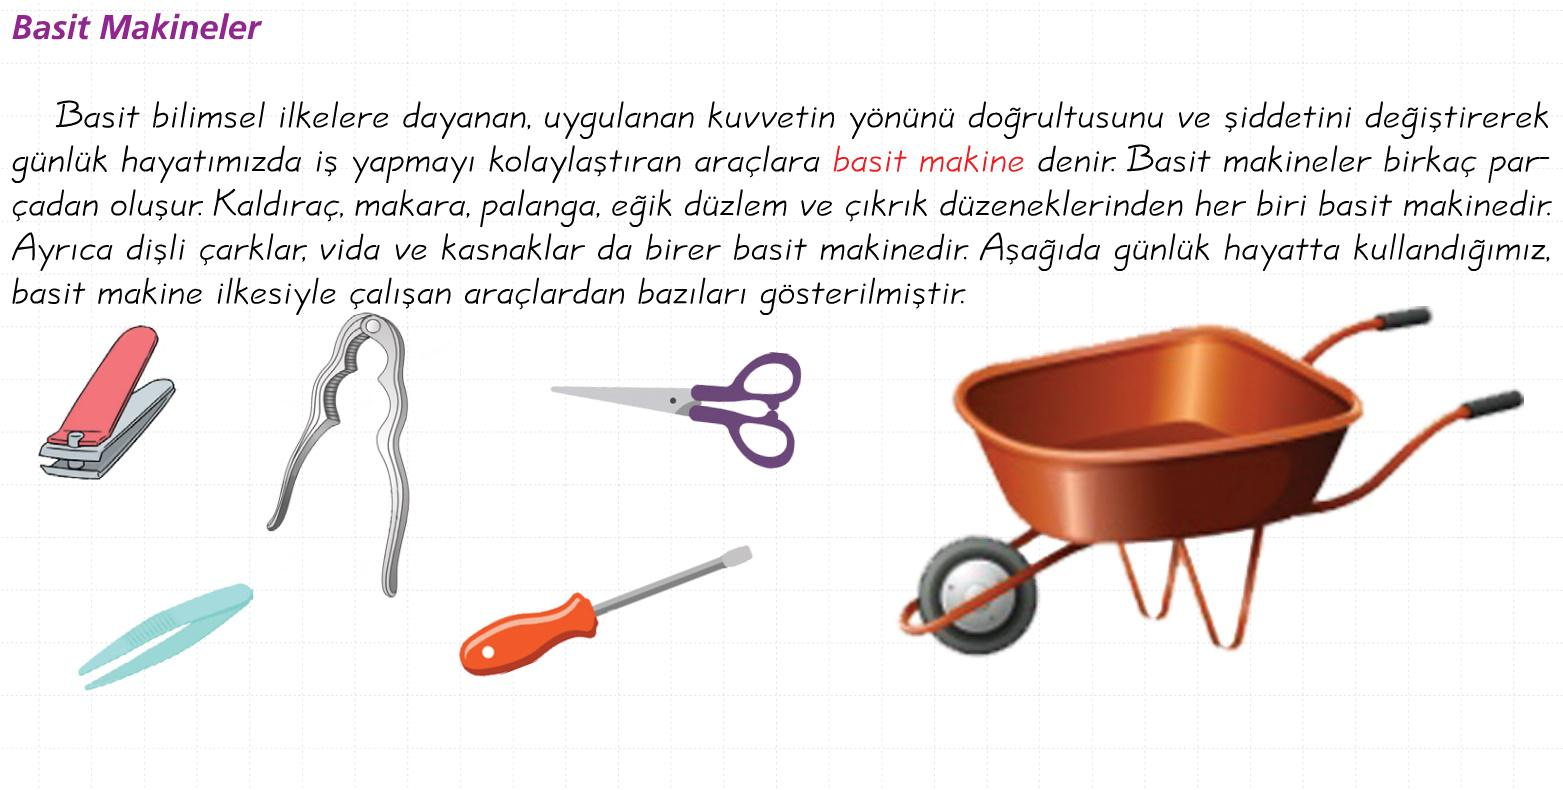 Basit Makineler
Basit bilimsel ilkelere dayanan, uygulanan kuvvetin yönünü doğrultusunu ve şiddetini değiştirerek
günlük hayatımızda iş yapmayı kolaylaştıran araçlara basit makine denir. Basit makineler birkaç par-
çadan oluşur. Kaldıraç, makara, palanga, eğik düzlem ve çıkrık düzeneklerinden her biri basit makinedir.
Ayrıca dişli çarklar, vida ve kasnaklar da birer basit makinedir. Aşağıda günlük hayatta kullandığımız,
basit makine ilkesiyle çalışan araçlardan bazıları gösterilmiştir.